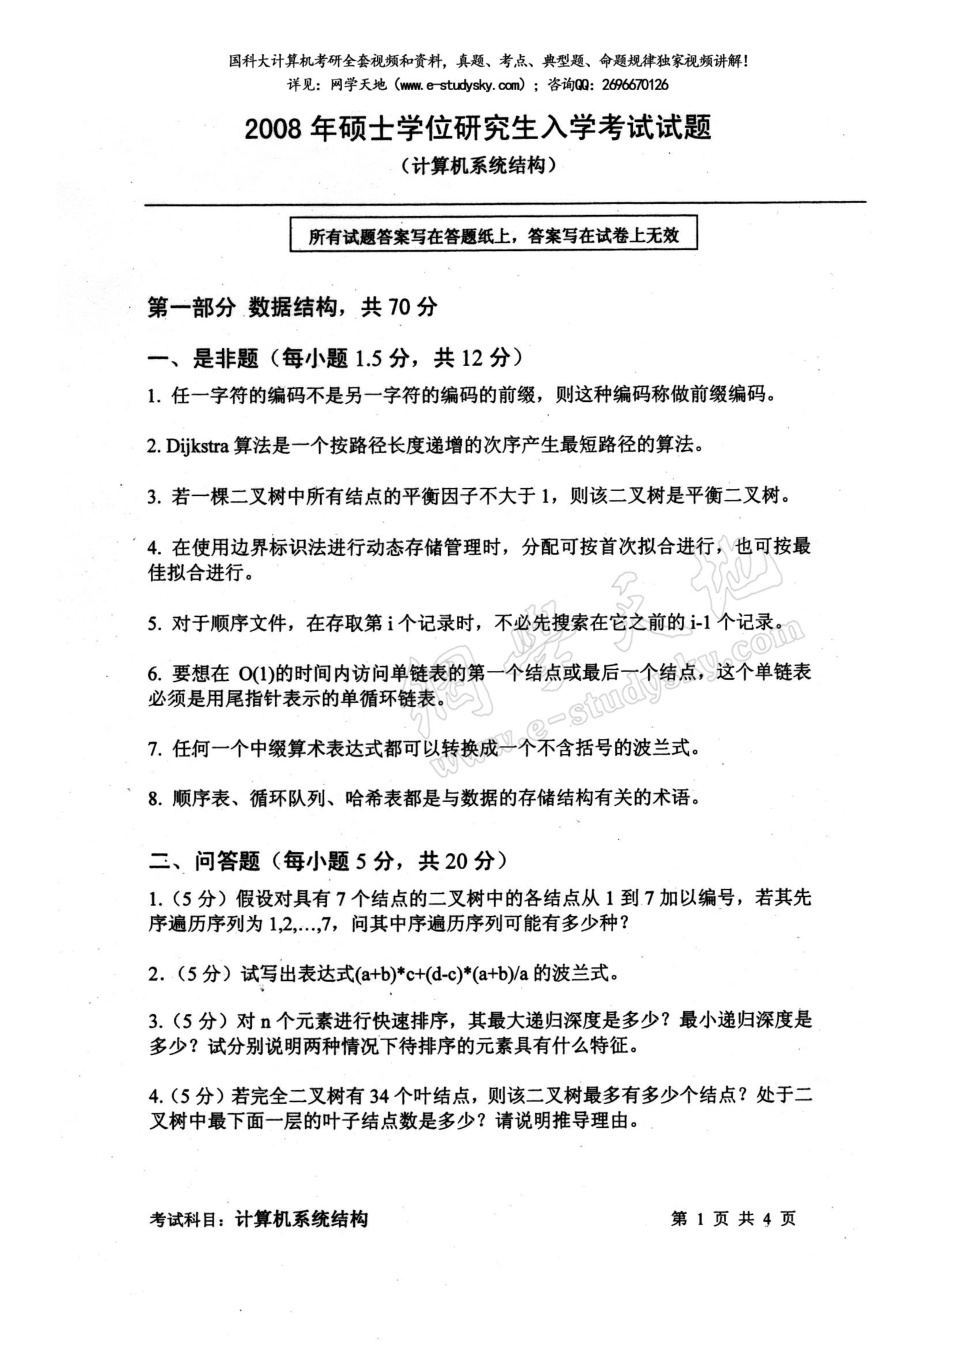 国科大计算机考研全套视频和资料，真题、考点、典型题、命题规律独家视频讲解！
详见：网学天地（www.e-studysky.com）；咨询QQ：2696670126
2008 年硕士学位研究生入学考试试题
（计算机系统结构）
所有试题答案写在答题纸上，答案写在试卷上无效
第一部分 数据结构，共 70 分
一、是非题（每小题 1.5 分，共 12 分）
1. 任一字符的编码不是另一字符的编码的前缀，则这种编码称做前缀编码。
2. Dijkstra 算法是一个按路径长度递增的次序产生最短路径的算法。
3. 若一棵二叉树中所有结点的平衡因子不大于 1，则该二叉树是平衡二叉树。
4. 在使用边界标识法进行动态存储管理时，分配可按首次拟合进行，也可按最
佳拟合进行。
5. 对于顺序文件，在存取第 i 个记录时，不必先搜索在它之前的 i-1 个记录。
6. 要想在 O(1)的时间内访问单链表的第一个结点或最后一个结点，这个单链表
必须是用尾指针表示的单循环链表。
7. 任何一个中缀算术表达式都可以转换成一个不含括号的波兰式。
8. 顺序表、循环队列、哈希表都是与数据的存储结构有关的术语。
网学天地
www.e-studysky.com
二、问答题（每小题 5 分，共 20 分）
1.（5 分）假设对具有 7 个结点的二叉树中的各结点从 1 到 7 加以编号，若其先
序遍历序列为 1,2,…,7，问其中序遍历序列可能有多少种？
2.（5 分）试写出表达式(a+b)*c+(d-c)*(a+b)/a 的波兰式。
3.（5 分）对 n 个元素进行快速排序，其最大递归深度是多少？最小递归深度是
多少？试分别说明两种情况下待排序的元素具有什么特征。
4.（5 分）若完全二叉树有 34 个叶结点，则该二叉树最多有多少个结点？处于二
叉树中最下面一层的叶子结点数是多少？请说明推导理由。
考试科目：计算机系统结构 第 1 页 共 4 页